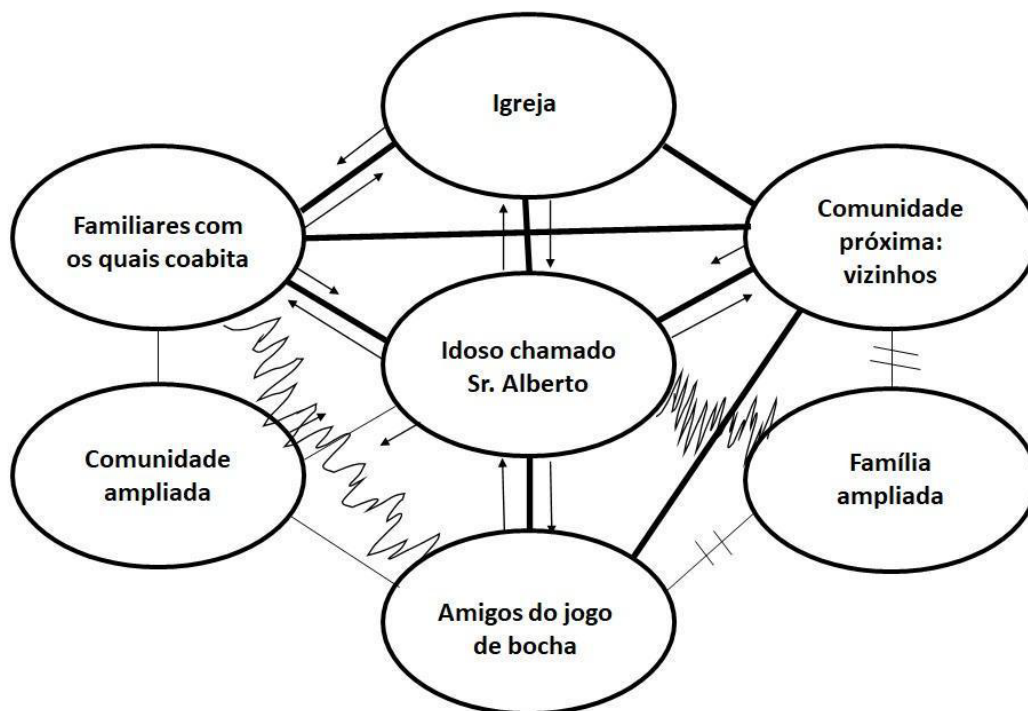 Igreja
Familiares com
os quais coabita
Comunidade
próxima:
vizinhos
Idoso chamado
Sr. Alberto
Comunidade
ampliada
Família
ampliada
Amigos do jogo
de bocha